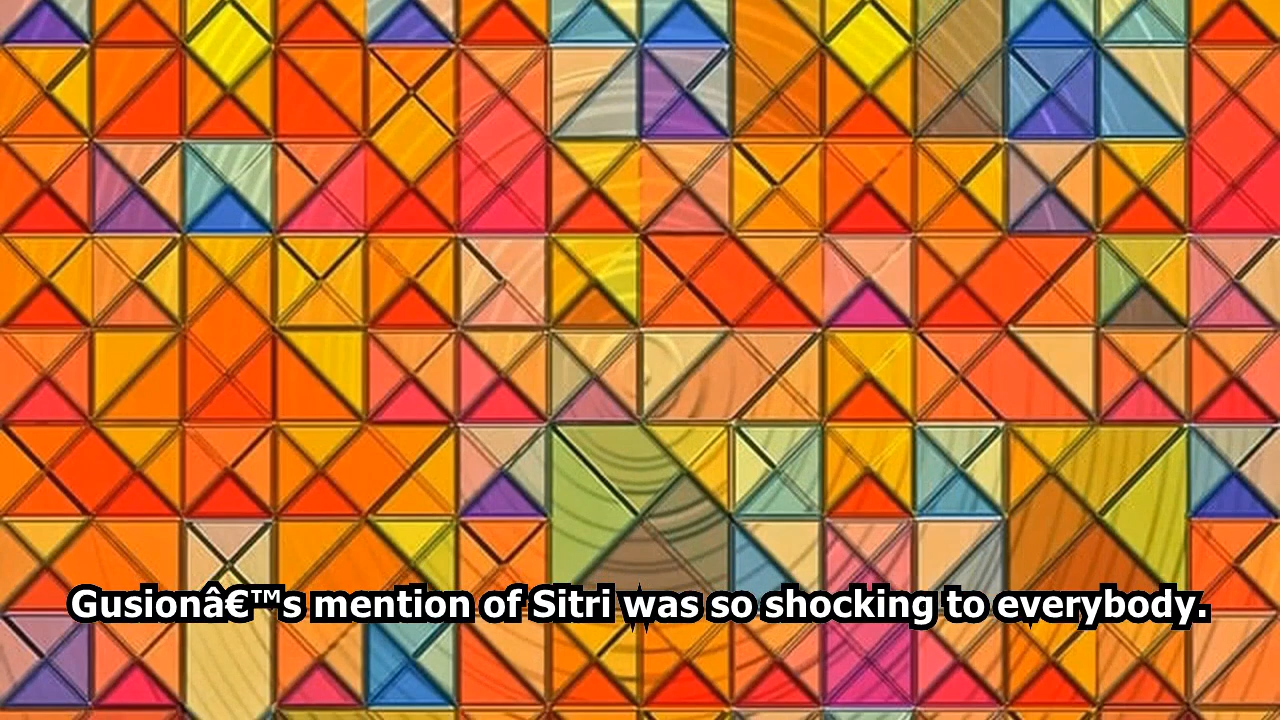 Gusionâ€™s mention of Sitri was so shocking to everybody.